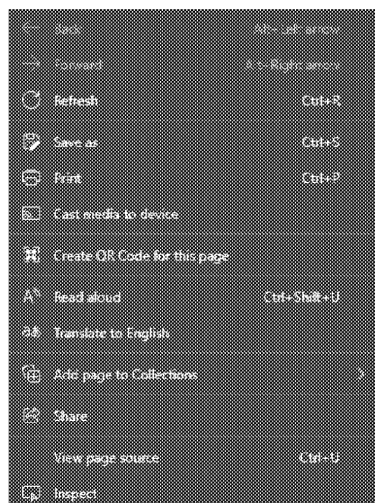 Back Alt+Left arrow
Forward Alt+Right arrow
Refresh Ctrl+R
Save as Ctrl+S
Print Ctrl+P
Cast media to device
Create QR Code for this page
Read aloud Ctrl+Shift+U
Translate to English
Add page to Collections
Share
View page source Ctrl+U
Inspect